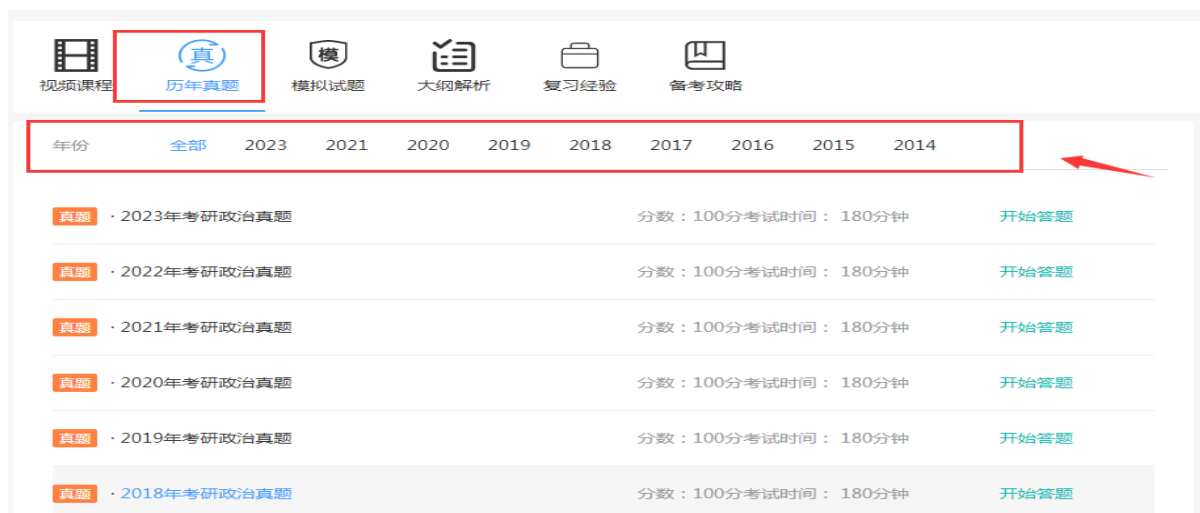 真 模
视频课程 历年真题 模拟试题 大纲解析 复习经验 备考攻略
年份 全部 2023 2021 2020 2019 2018 2017 2016 2015 2014
真题 · 2023年考研政治真题 分数：100分考试时间： 180分钟 开始答题
真题 · 2022年考研政治真题 分数：100分考试时间： 180分钟 开始答题
真题 · 2021年考研政治真题 分数：100分考试时间： 180分钟 开始答题
真题 · 2020年考研政治真题 分数：100分考试时间： 180分钟 开始答题
真题 · 2019年考研政治真题 分数：100分考试时间： 180分钟 开始答题
真题 · 2018年考研政治真题 分数：100分考试时间： 180分钟 开始答题